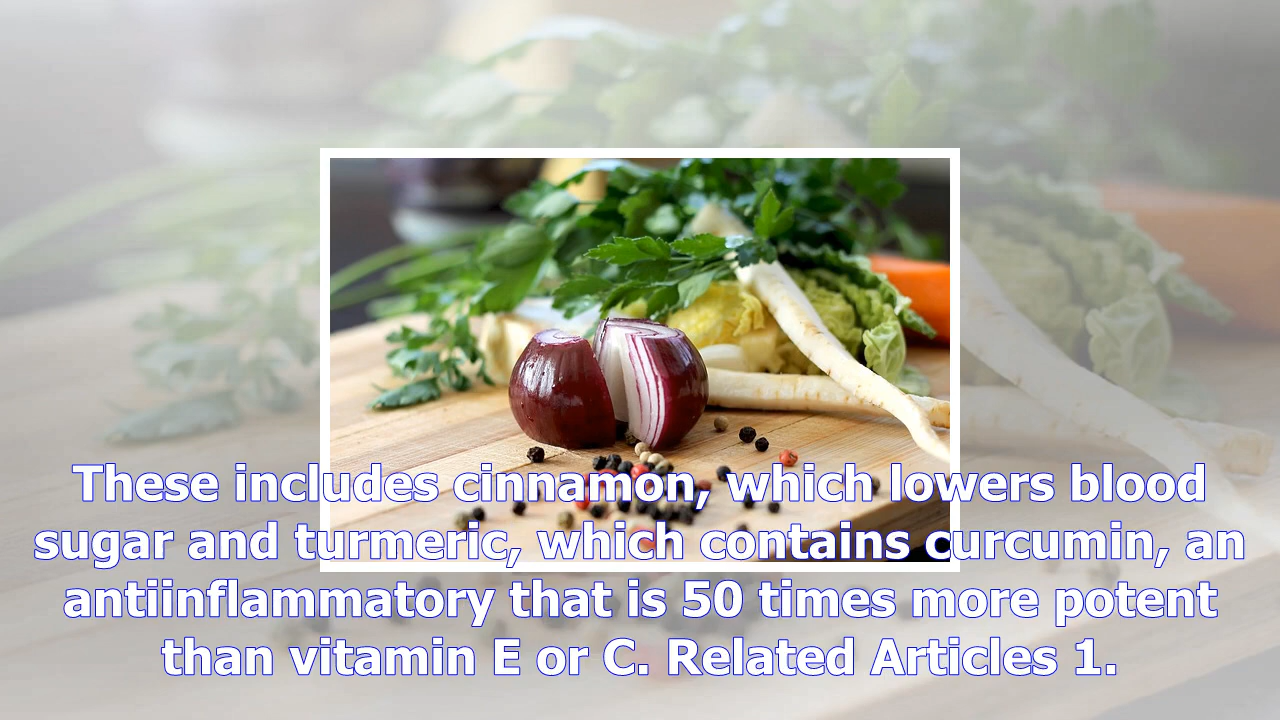 These includes cinnamon, which lowers blood
sugar and turmeric, which contains curcumin, an
antiinflammatory that is 50 times more potent
than vitamin E or C. Related Articles 1.